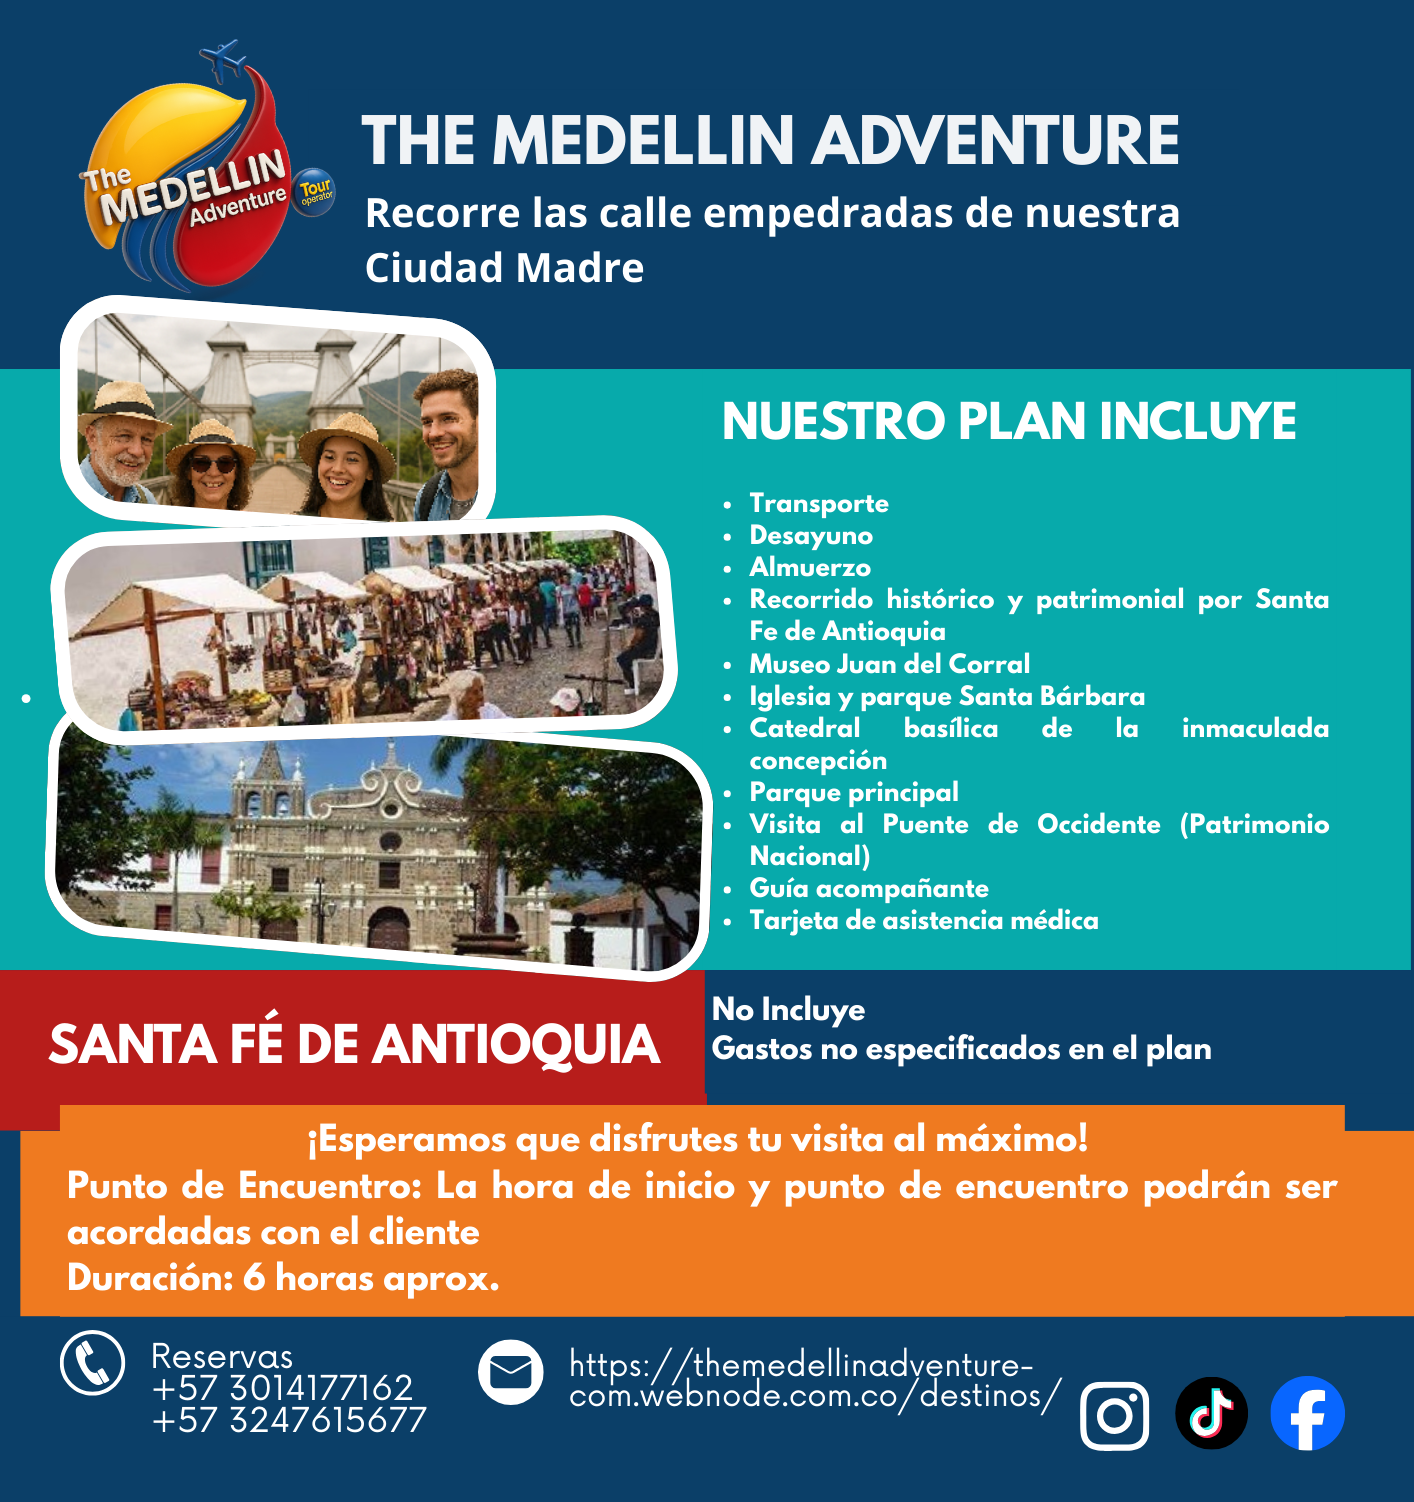 The
MEDELLIN
Adventure
Tour
operator
THE MEDELLIN ADVENTURE
Recorre las calle empedradas de nuestra
Ciudad Madre
NUESTRO PLAN INCLUYE
• Transporte
• Desayuno
• Almuerzo
• Recorrido histórico y patrimonial por Santa
Fe de Antioquia
• Museo Juan del Corral
• Iglesia y parque Santa Bárbara
• Catedral basílica de la inmaculada
concepción
• Parque principal
• Visita al Puente de Occidente (Patrimonio
Nacional)
• Guía acompañante
• Tarjeta de asistencia médica
SANTA FÉ DE ANTIOQUIA
No Incluye
Gastos no especificados en el plan
¡Esperamos que disfrutes tu visita al máximo!
Punto de Encuentro: La hora de inicio y punto de encuentro podrán ser
acordadas con el cliente
Duración: 6 horas aprox.
Reservas
+57 3014177162
+57 3247615677
https://themedellinadventure-
com.webnode.com.co/destinos/